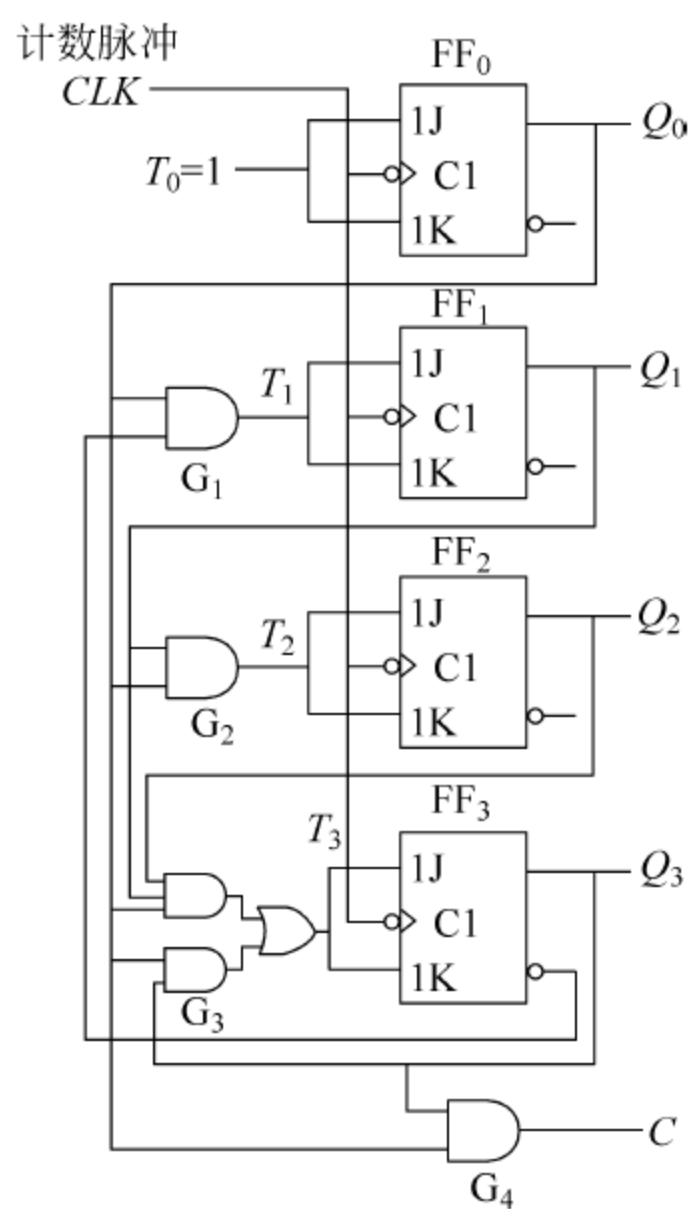 计数脉冲
CLK
FF₀
1J
Q₀
T₀=1
C1
1K
FF₁
1J
Q₁
T₁
C1
1K
G₁
FF₂
1J
Q₂
T₂
C1
1K
G₂
FF₃
T₃
1J
Q₃
C1
1K
G₃
C
G₄